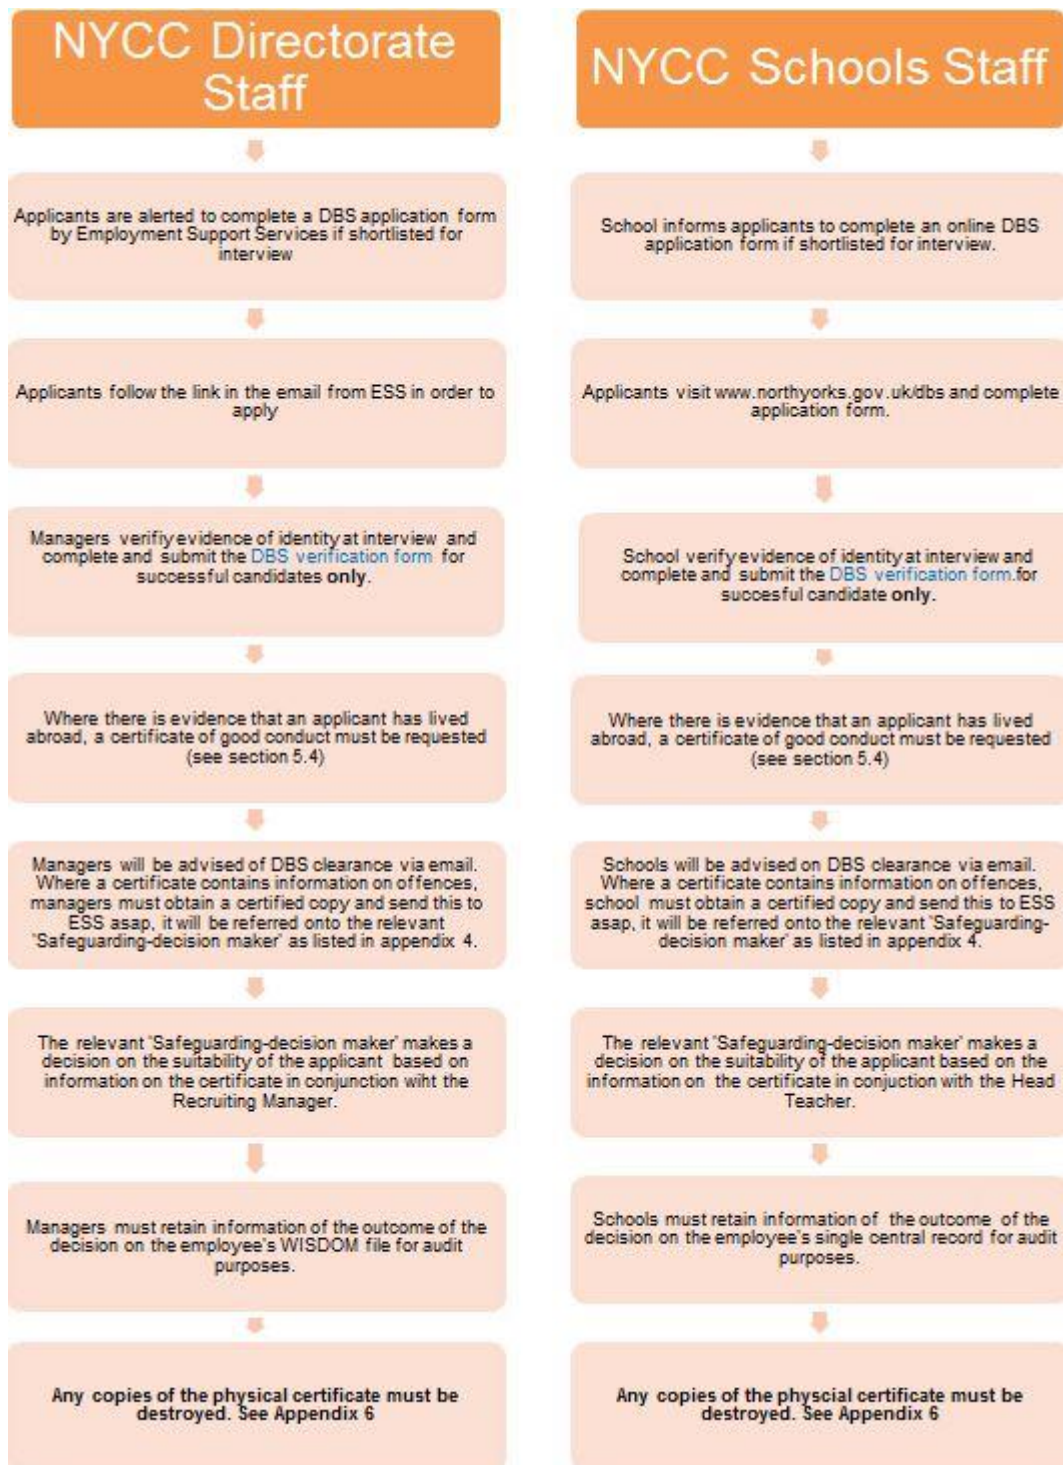 NYCC Directorate
Staff
Applicants are alerted to complete a DBS application form
by Employment Support Services if shortlisted for
interview
Applicants follow the link in the email from ESS in order to
apply
Managers verifiy evidence of identity at interview and
complete and submit the DBS verification form for
successful candidates only.
Where there is evidence that an applicant has lived
abroad, a certificate of good conduct must be requested
(see section 5.4)
Managers will be advised of DBS clearance via email.
Where a certificate contains information on offences,
managers must obtain a certified copy and send this to
ESS asap, it will be referred onto the relevant
'Safeguarding-decision maker' as listed in appendix 4.
The relevant 'Safeguarding-decision maker' makes a
decision on the suitability of the applicant based on
information on the certificate in conjunction wiht the
Recruiting Manager.
Managers must retain information of the outcome of the
decision on the employee's WISDOM file for audit
purposes.
Any copies of the physical certificate must be
destroyed. See Appendix 6
NYCC Schools Staff
School informs applicants to complete an online DBS
application form if shortlisted for interview.
Applicants visit www.northyorks.gov.uk/dbs and complete
application form.
School verify evidence of identity at interview and
complete and submit the DBS verification form.for
succesful candidate only.
Where there is evidence that an applicant has lived
abroad, a certificate of good conduct must be requested
(see section 5.4)
Schools will be advised on DBS clearance via email.
Where a certificate contains information on offences,
school must obtain a certified copy and send this to ESS
asap, it will be referred onto the relevant 'Safeguarding-
decision maker' as listed in appendix 4.
The relevant 'Safeguarding-decision maker' makes a
decision on the suitability of the applicant based on the
information on the certificate in conjuction with the Head
Teacher.
Schools must retain information of the outcome of the
decision on the employee's single central record for audit
purposes.
Any copies of the physcial certificate must be
destroyed. See Appendix 6